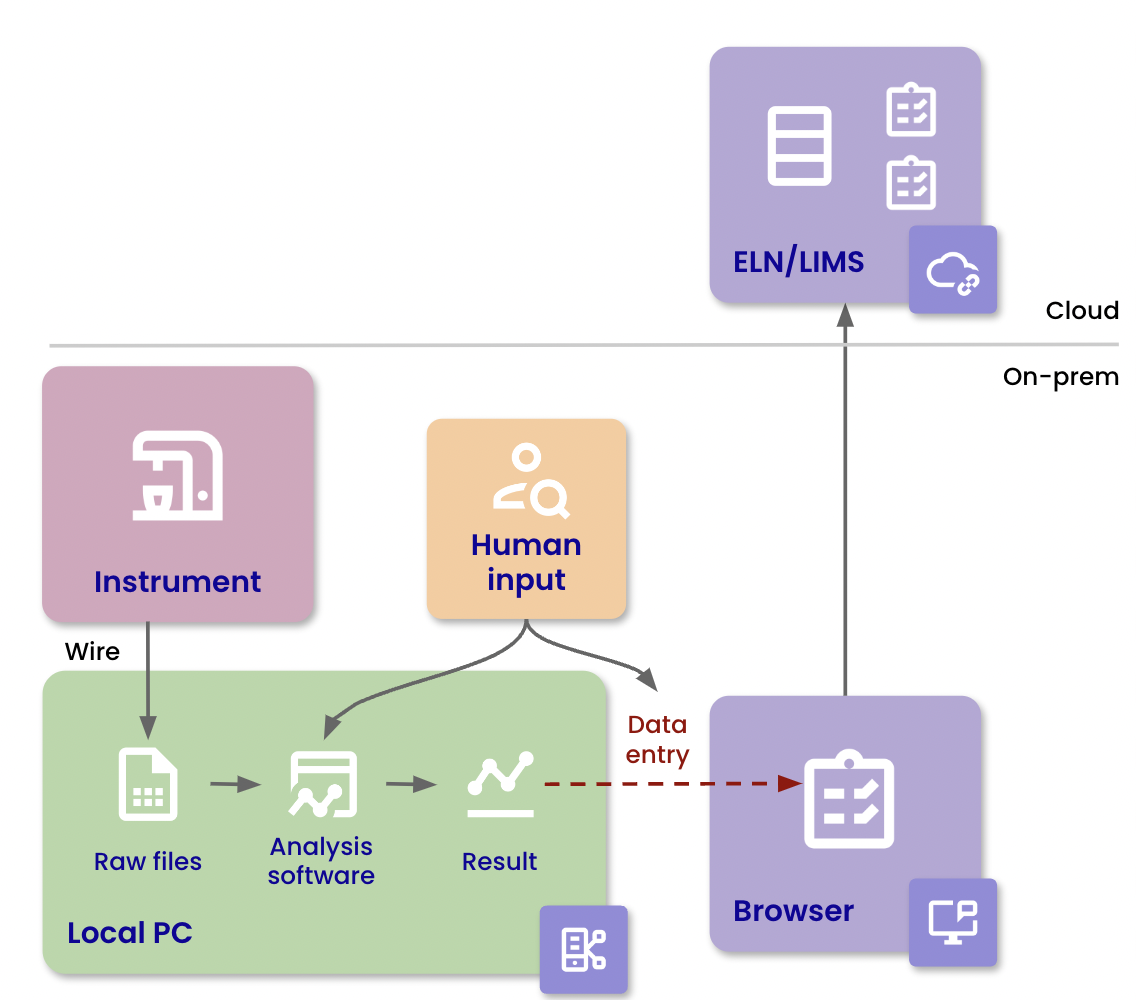 ELN/LIMS
Cloud
On-prem
Instrument
Human
input
Wire
Data
entry
Raw files
Analysis
software
Result
Local PC
Browser